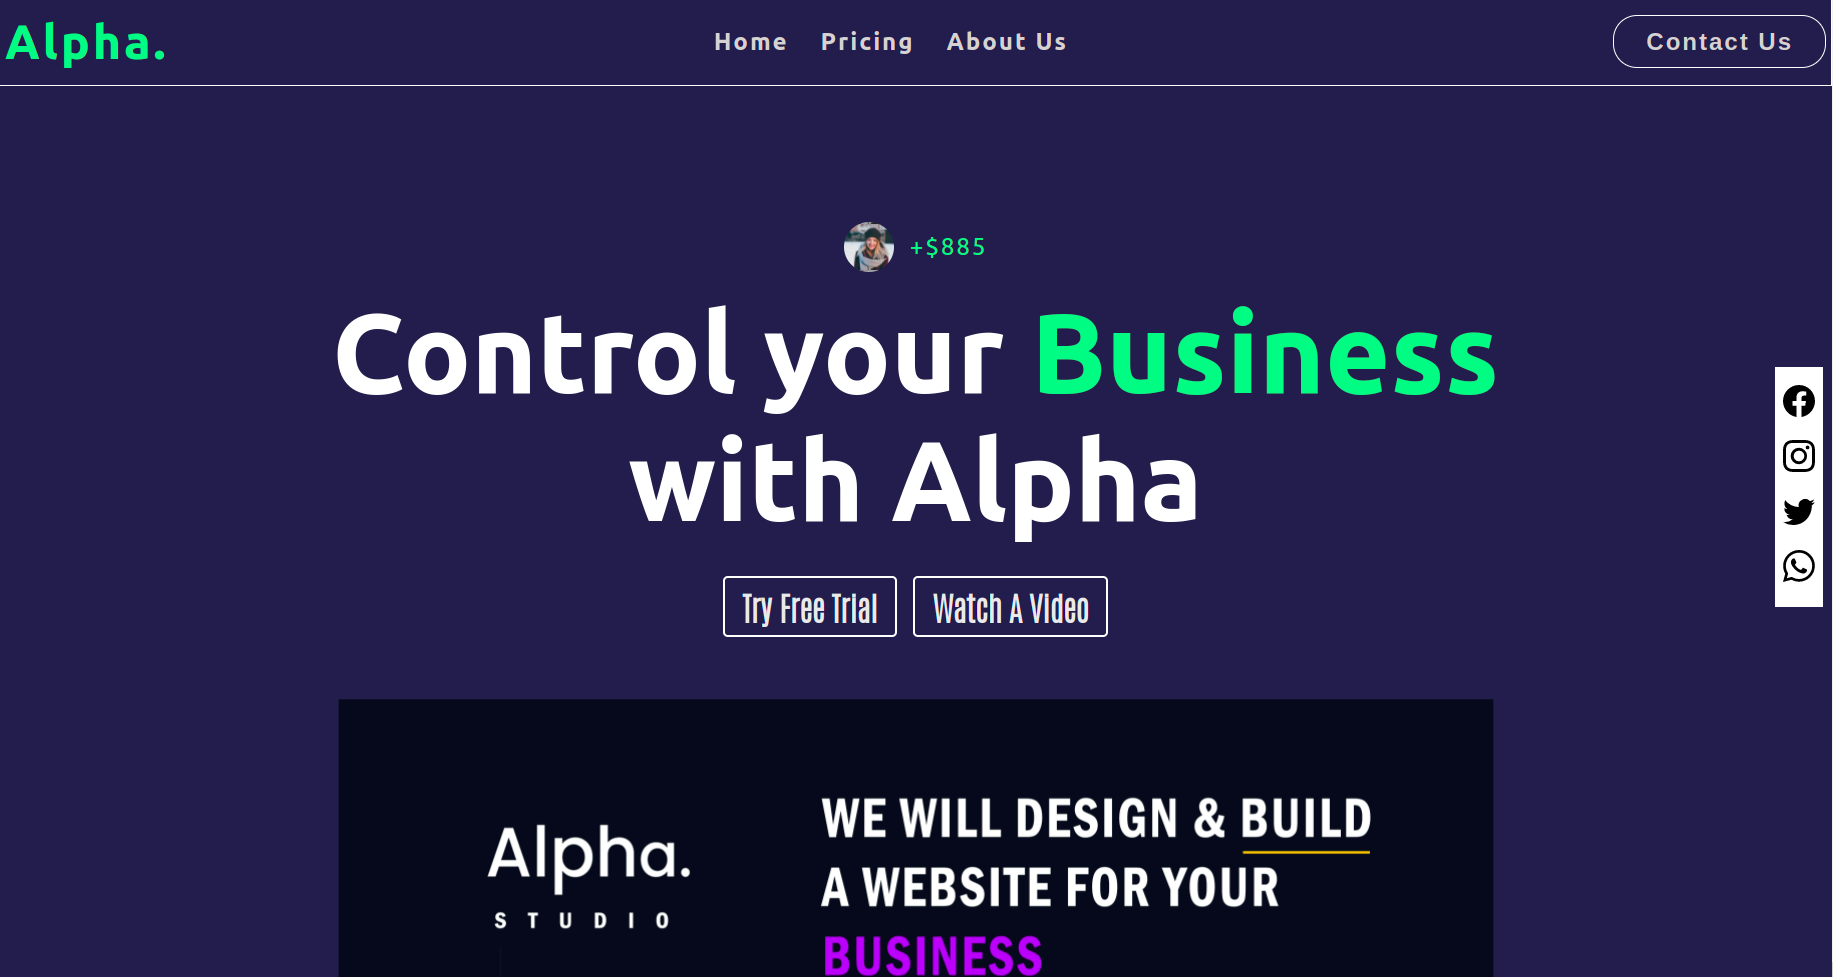 Alpha.
Home
Pricing
About Us
Contact Us
+$885
Control your Business
with Alpha
Try Free Trial
Watch A Video
Alpha.
STUDIO
WE WILL DESIGN & BUILD
A WEBSITE FOR YOUR
BUSINESS